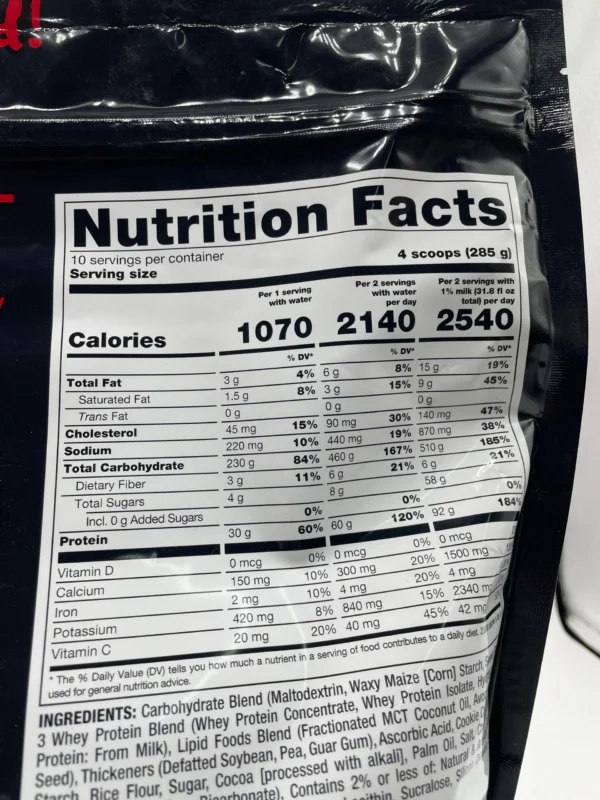 d!
Nutrition Facts
10 servings per container
Serving size 4 scoops (285 g)
Per 1 serving with water Per 2 servings with water per day Per 2 servings with 1% milk (31.8 fl oz total) per day
Calories 1070 2140 2540
% DV* % DV* % DV*
Total Fat 3 g 4% 6 g 8% 15 g 19%
Saturated Fat 1.5 g 8% 3 g 15% 9 g 45%
Trans Fat 0 g 0 g 0 g
Cholesterol 45 mg 15% 90 mg 30% 140 mg 47%
Sodium 220 mg 10% 440 mg 19% 870 mg 38%
Total Carbohydrate 230 g 84% 460 g 167% 510 g 185%
Dietary Fiber 3 g 11% 6 g 21% 6 g 21%
Total Sugars 4 g 8 g 58 g
Incl. 0 g Added Sugars 0% 0% 0%
Protein 30 g 60% 60 g 120% 92 g 184%
Vitamin D 0 mcg 0% 0 mcg 0% 0 mcg
Calcium 150 mg 10% 300 mg 20% 1500 mg
Iron 2 mg 10% 4 mg 20% 4 mg
Potassium 420 mg 8% 840 mg 15% 2340 m
Vitamin C 20 mg 20% 40 mg 45% 42 mc
* The % Daily Value (DV) tells you how much a nutrient in a serving of food contributes to a daily diet.
used for general nutrition advice.
INGREDIENTS: Carbohydrate Blend (Maltodextrin, Waxy Maize [Corn] Starch,
3 Whey Protein Blend (Whey Protein Concentrate, Whey Protein Isolate, Hy
Protein: From Milk), Lipid Foods Blend (Fractionated MCT Coconut Oil, Avo
Seed), Thickeners (Defatted Soybean, Pea, Guar Gum), Ascorbic Acid, Cookie
Starch, Rice Flour, Sugar, Cocoa [processed with alkali], Palm Oil, Salt,
Bicarbonate), Contains 2% or less of: Natural &
Sucralose,